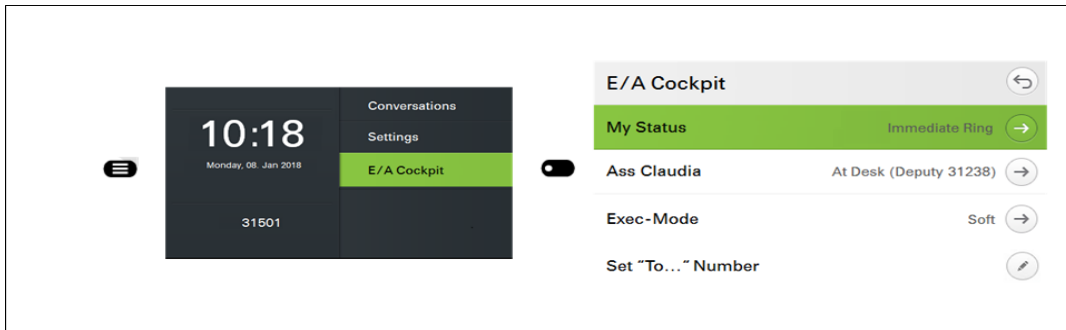 10:18
Monday, 08. Jan 2018
31501
Conversations
Settings
E/A Cockpit
E/A Cockpit
My Status Immediate Ring
Ass Claudia At Desk (Deputy 31238)
Exec-Mode Soft
Set "To..." Number